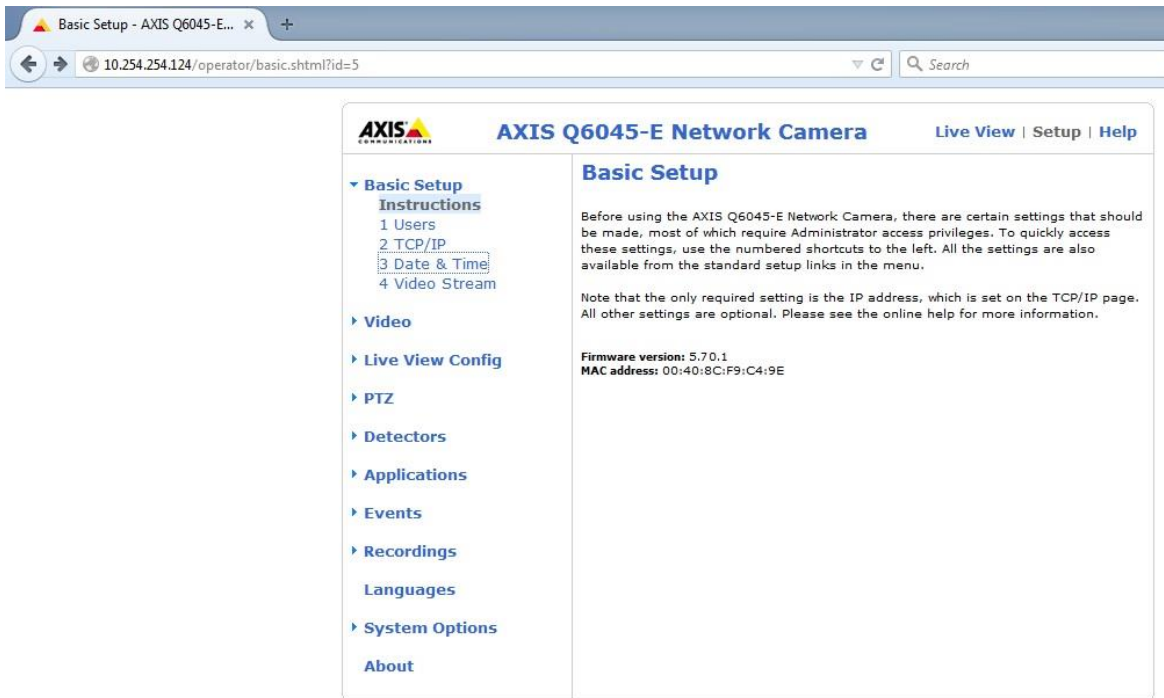 Basic Setup - AXIS Q6045-E...
10.254.254.124/operator/basic.shtml?id=5
Search
AXIS
COMMUNICATIONS
AXIS Q6045-E Network Camera
Live View | Setup | Help
Basic Setup
Instructions
1 Users
2 TCP/IP
3 Date & Time
4 Video Stream
Video
Live View Config
PTZ
Detectors
Applications
Events
Recordings
Languages
System Options
About
Basic Setup
Before using the AXIS Q6045-E Network Camera, there are certain settings that should
be made, most of which require Administrator access privileges. To quickly access
these settings, use the numbered shortcuts to the left. All the settings are also
available from the standard setup links in the menu.
Note that the only required setting is the IP address, which is set on the TCP/IP page.
All other settings are optional. Please see the online help for more information.
Firmware version: 5.70.1
MAC address: 00:40:8C:F9:C4:9E